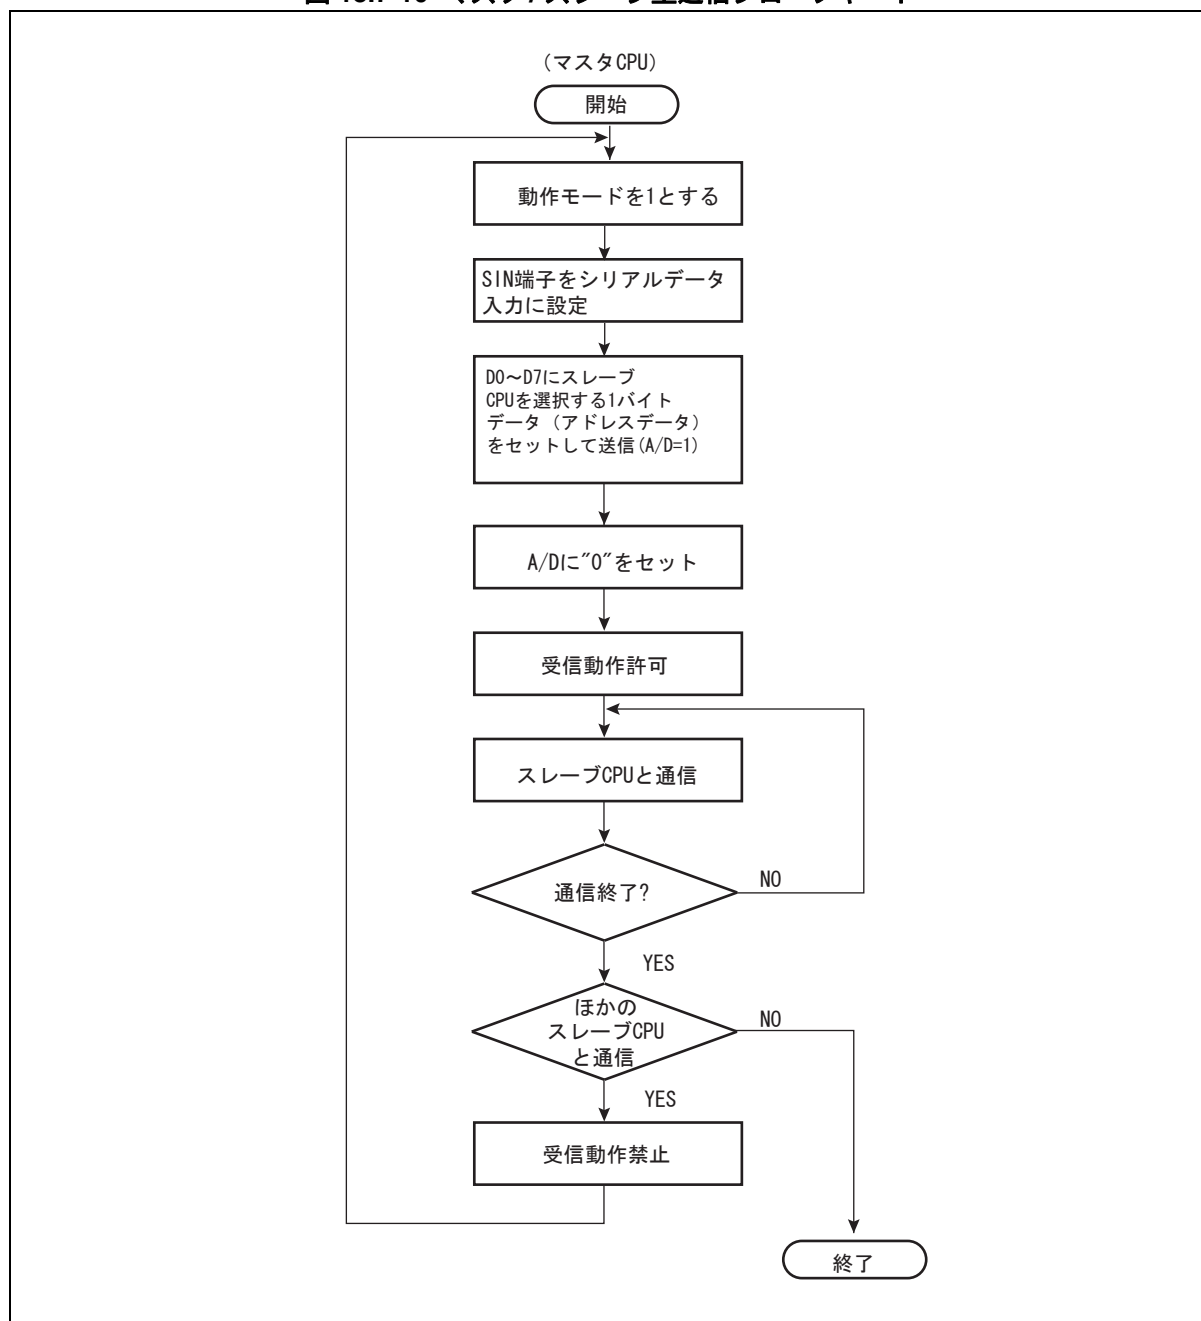 (マスタCPU)
開始
動作モードを1とする
SIN端子をシリアルデータ
入力に設定
D0～D7にスレーブ
CPUを選択する1バイト
データ（アドレスデータ）
をセットして送信(A/D=1)
A/Dに"0"をセット
受信動作許可
スレーブCPUと通信
通信終了?
NO
YES
ほかの
スレーブCPU
と通信
NO
YES
受信動作禁止
終了